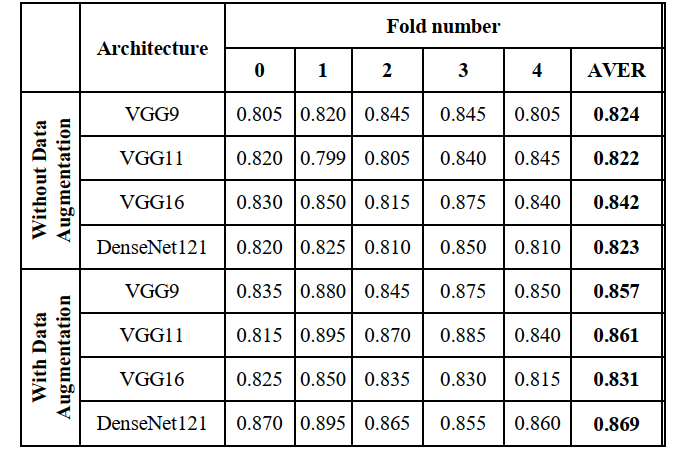 Architecture Fold number
0 1 2 3 4 AVER
Without Data Augmentation
VGG9 0.805 0.820 0.845 0.845 0.805 0.824
VGG11 0.820 0.799 0.805 0.840 0.845 0.822
VGG16 0.830 0.850 0.815 0.875 0.840 0.842
DenseNet121 0.820 0.825 0.810 0.850 0.810 0.823
With Data Augmentation
VGG9 0.835 0.880 0.845 0.875 0.850 0.857
VGG11 0.815 0.895 0.870 0.885 0.840 0.861
VGG16 0.825 0.850 0.835 0.830 0.815 0.831
DenseNet121 0.870 0.895 0.865 0.855 0.860 0.869